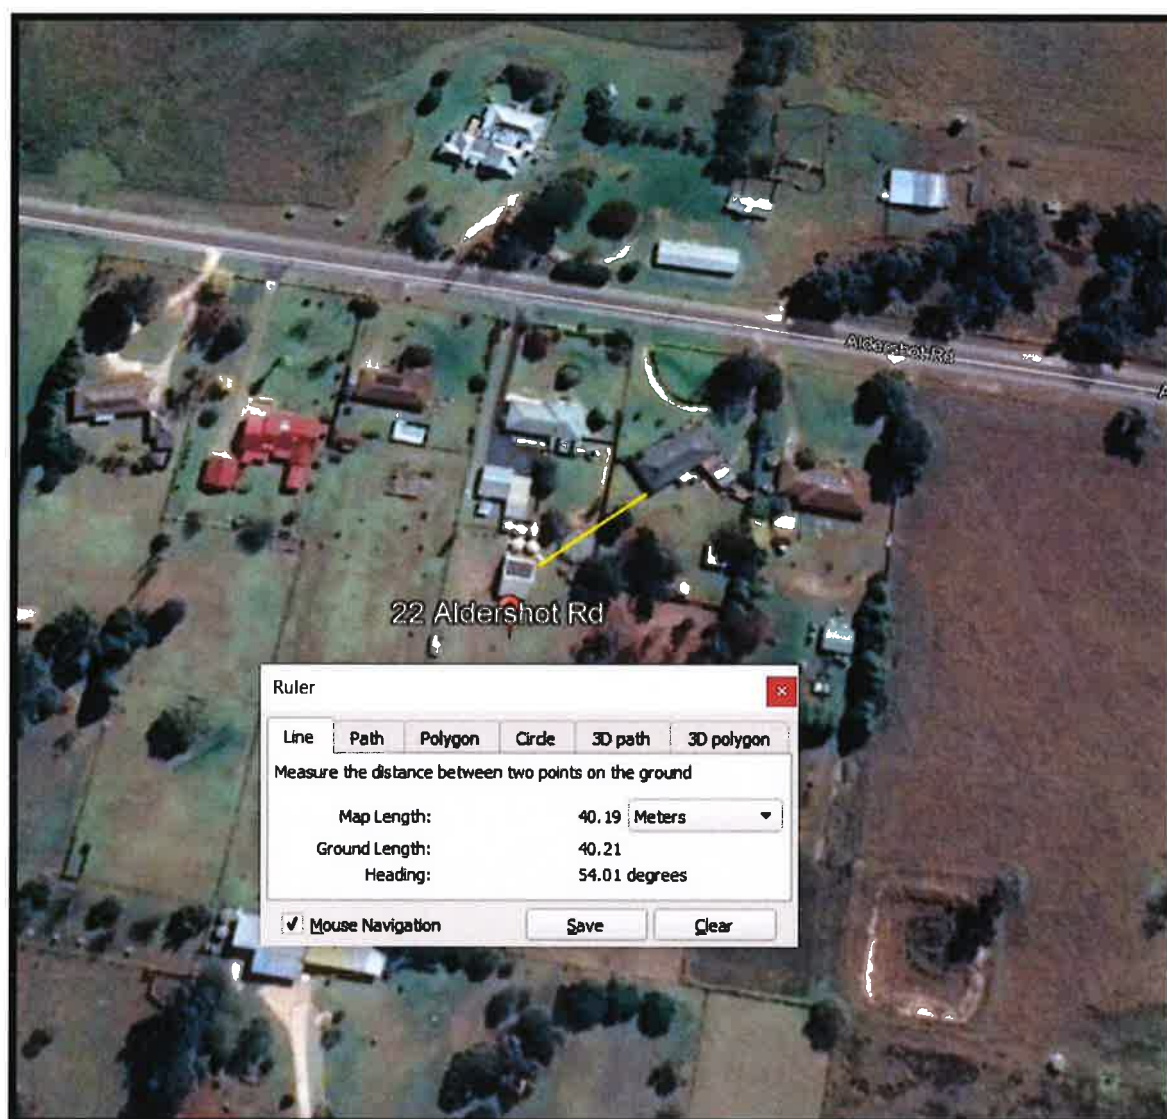 Aldershot Rd
A
22 Aldershot Rd
Ruler
Line Path Polygon Circle 3D path 3D polygon
Measure the distance between two points on the ground
Map Length: 40.19 Meters
Ground Length: 40.21
Heading: 54.01 degrees
Mouse Navigation Save Clear